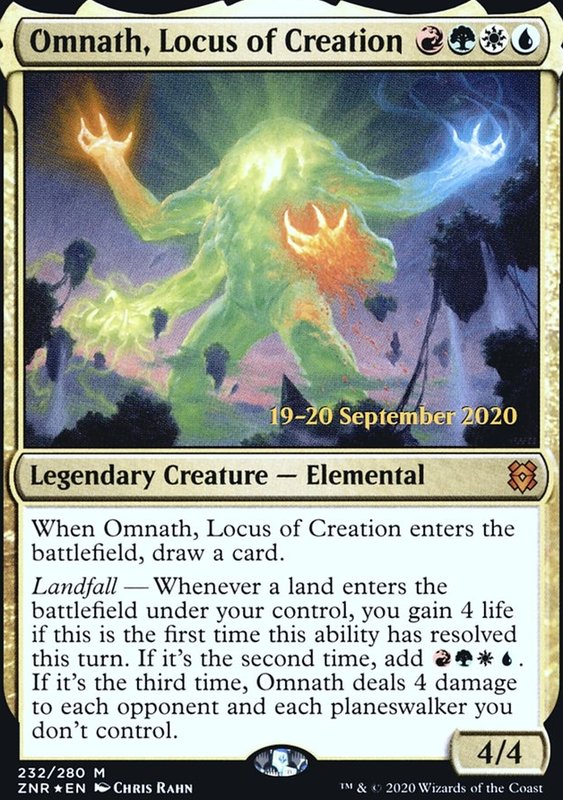 Omnath, Locus of Creation
19-20 September 2020
Legendary Creature — Elemental
When Omnath, Locus of Creation enters the
battlefield, draw a card.
Landfall — Whenever a land enters the
battlefield under your control, you gain 4 life
if this is the first time this ability has resolved
this turn. If it's the second time, add .
If it's the third time, Omnath deals 4 damage
to each opponent and each planeswalker you
don't control.
4/4
232/280 M
ZNR ★ EN Chris Rahn
™ & © 2020 Wizards of the Coast